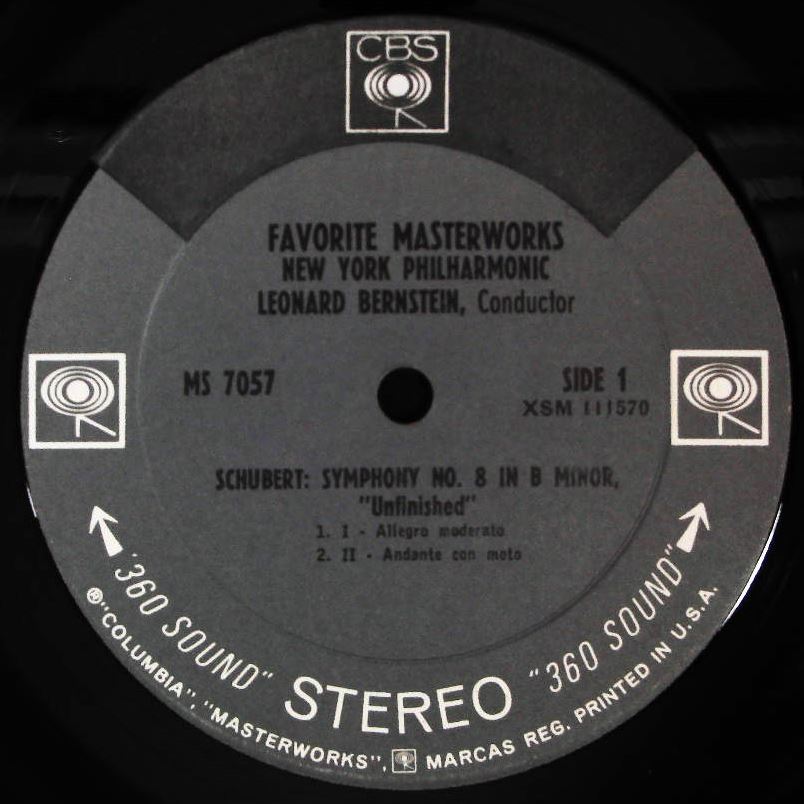 CBS
FAVORITE MASTERWORKS
NEW YORK PHILHARMONIC
LEONARD BERNSTEIN, Conductor
MS 7057
SIDE 1
XSM 111570
SCHUBERT: SYMPHONY NO. 8 IN B MINOR,
"Unfinished"
1. I - Allegro moderato
2. II - Andante con moto
"360 SOUND" STEREO "360 SOUND"
®"COLUMBIA", "MASTERWORKS", MARCAS REG. PRINTED IN U.S.A.